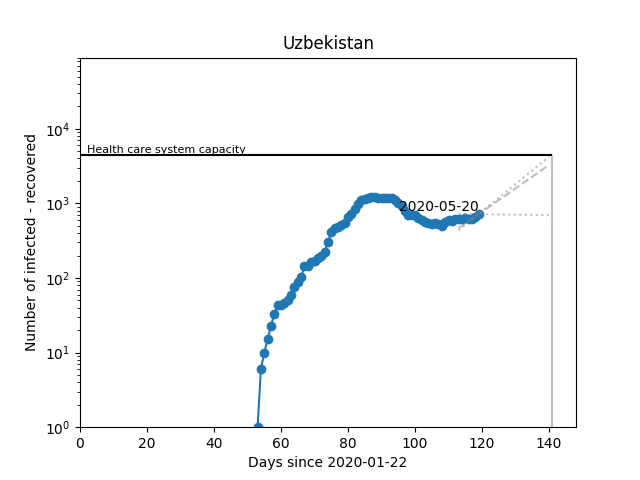 Uzbekistan
Number of infected - recovered
10^4
10^3
10^2
10^1
10^0
Health care system capacity
2020-05-20
0 20 40 60 80 100 120 140
Days since 2020-01-22